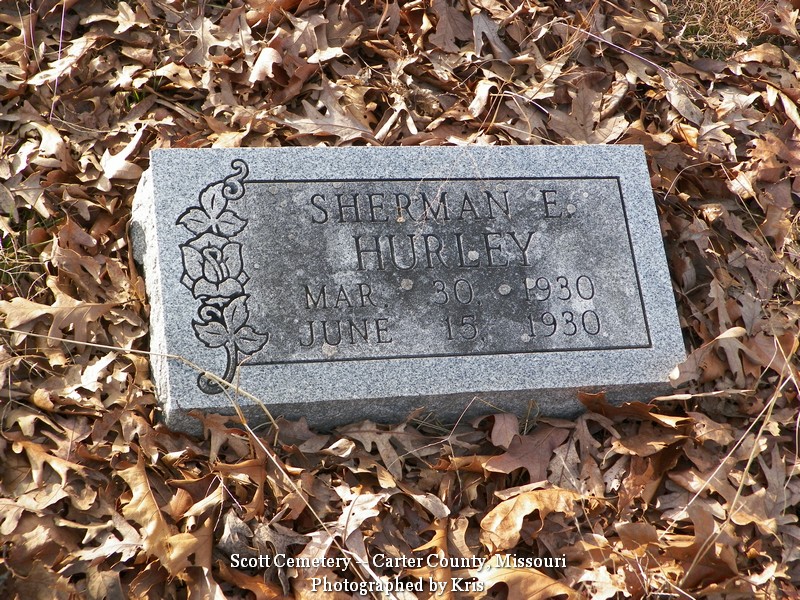 SHERMAN E.
HURLEY
MAR. 30, 1930
JUNE 15, 1930
Scott Cemetery -- Carter County, Missouri
Photographed by Kris